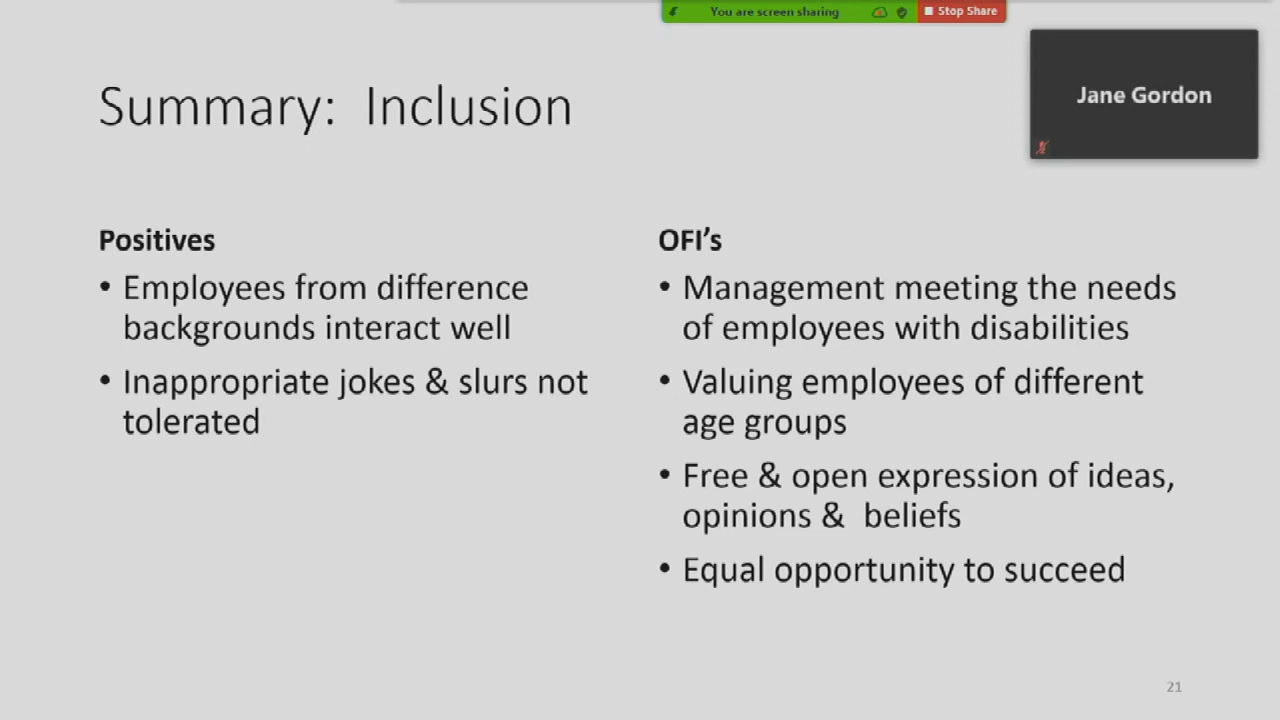 You are screen sharing
Stop Share
Jane Gordon
Summary:  Inclusion
Positives
• Employees from difference
backgrounds interact well
• Inappropriate jokes & slurs not
tolerated
OFI’s
• Management meeting the needs
of employees with disabilities
• Valuing employees of different
age groups
• Free & open expression of ideas,
opinions &  beliefs
• Equal opportunity to succeed
21